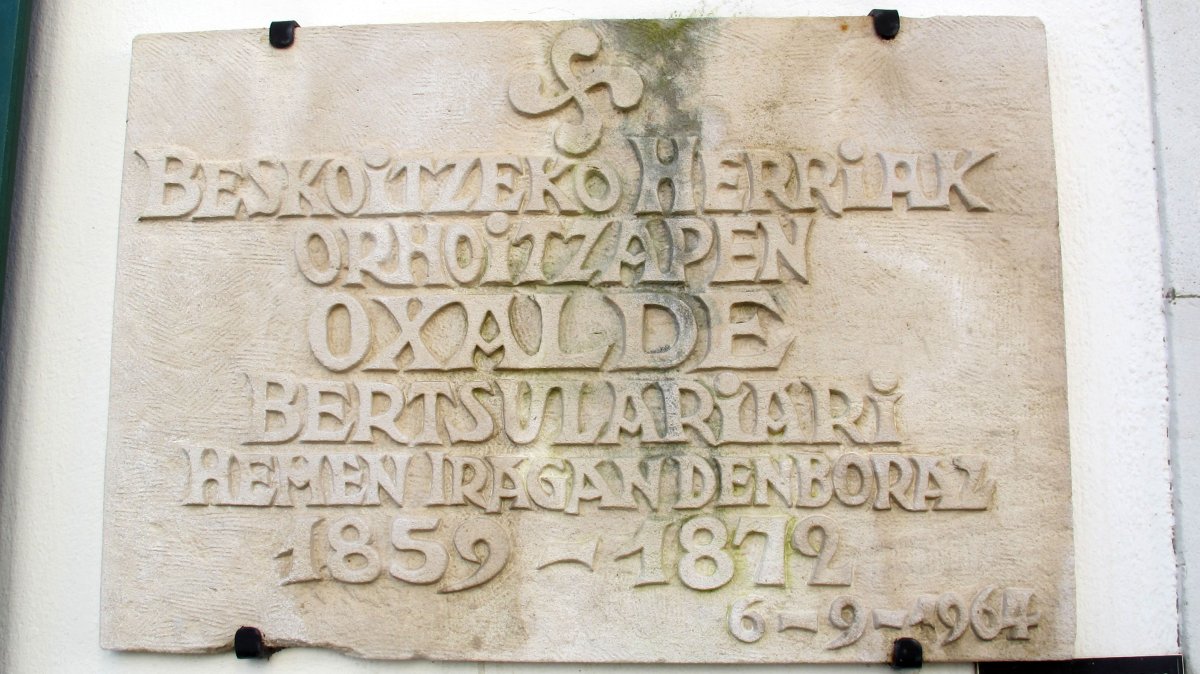 BESKOiTZEKO HERRiAK
ORHOiTZAPEN
OXALDE
BERTSULARiARi
HEMEN IRAGAN DENBORAZ
1859 - 1872
6-9-1964